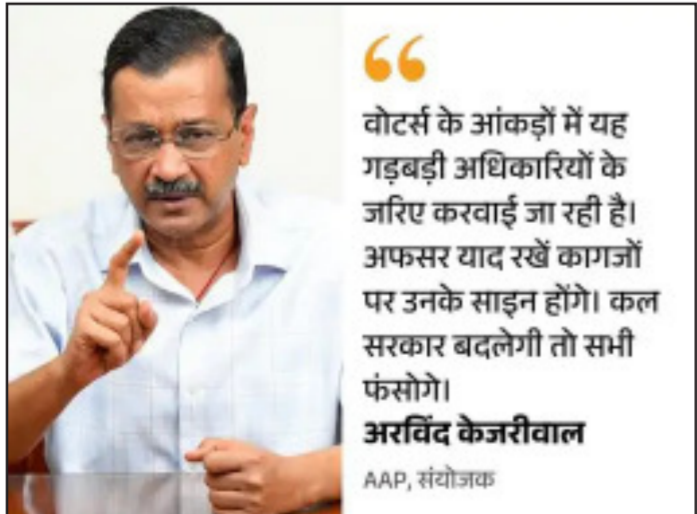 वोटर्स के आंकड़ों में यह
गड़बड़ी अधिकारियों के
जरिए करवाई जा रही है।
अफसर याद रखें कागजों
पर उनके साइन होंगे। कल
सरकार बदलेगी तो सभी
फंसोगे।
अरविंद केजरीवाल
AAP, संयोजक